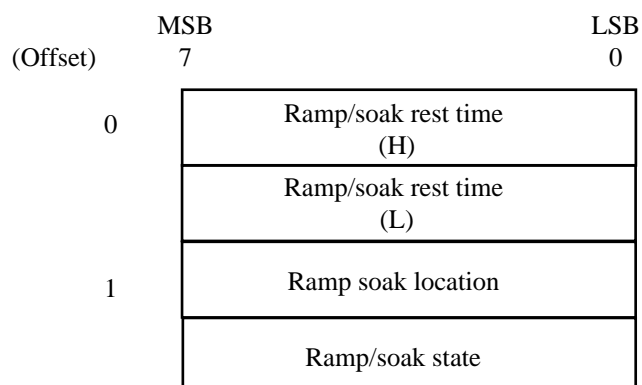 MSB LSB
(Offset) 7 0
0 Ramp/soak rest time
(H)
Ramp/soak rest time
(L)
1 Ramp soak location
Ramp/soak state